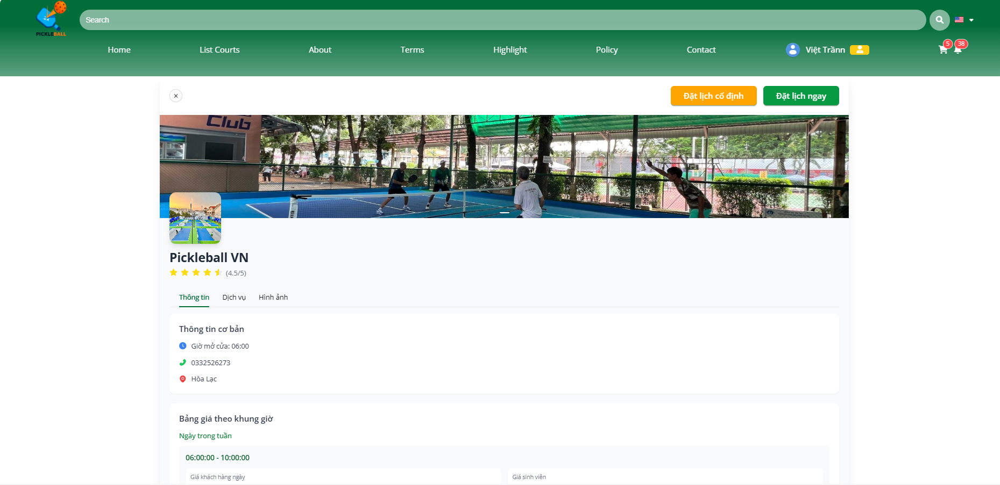 PICKLEBALL
Search
Home
List Courts
About
Terms
Highlight
Policy
Contact
Việt Trầnn
5
38
Đặt lịch cố định
Đặt lịch ngay
Club
Pickleball VN
(4.5/5)
Thông tin
Dịch vụ
Hình ảnh
Thông tin cơ bản
Giờ mở cửa: 06:00
0332526273
Hòa Lạc
Bảng giá theo khung giờ
Ngày trong tuần
06:00:00 - 10:00:00
Giá khách hàng ngày
Giá sinh viên